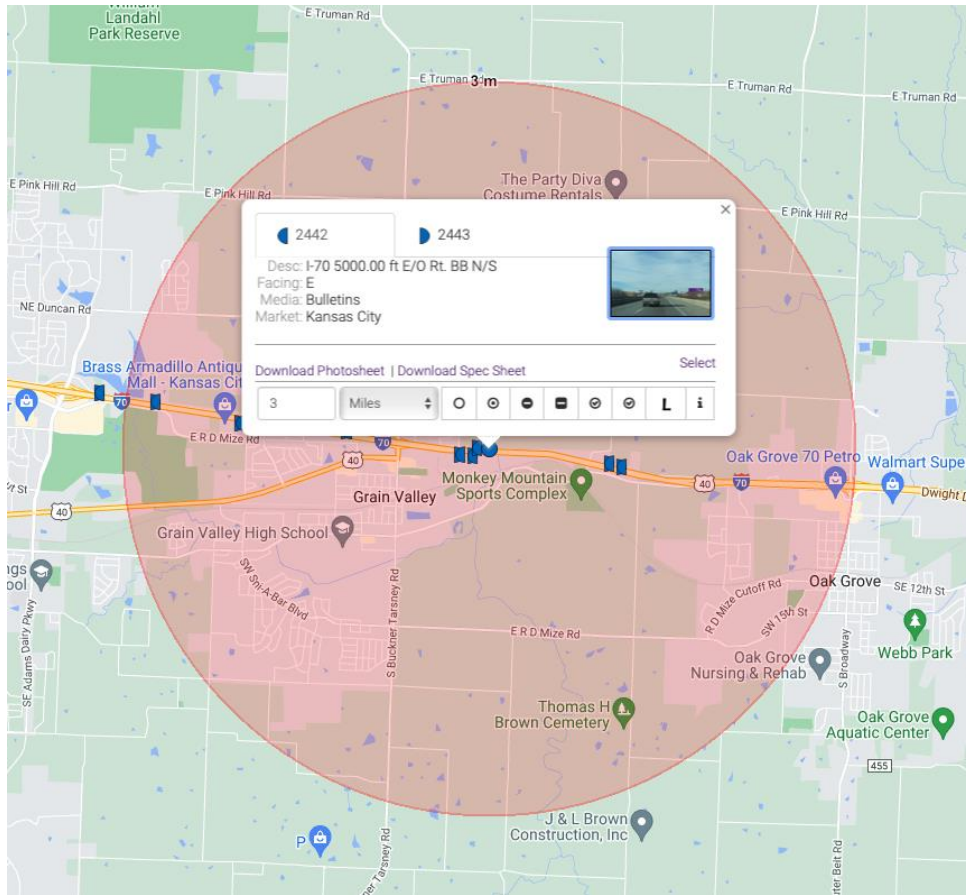 William
Landahl
Park Reserve
E Truman Rd
E Truman Rd
3 m
E Truman Rd
E Truman Rd
E Pink Hill Rd
E Pink Hill Rd
The Party Diva
Costume Rentals
E Pink Hill Rd
2442
2443
Desc: I-70 5000.00 ft E/O Rt. BB N/S
Facing: E
Media: Bulletins
Market: Kansas City
Select
Download Photosheet | Download Spec Sheet
3
Miles
L
i
NE Duncan Rd
Brass Armadillo Antiqu
Mall - Kansas Cit
70
E R D Mize Rd
70
40
40
70
Oak Grove 70 Petro
Walmart Supe
Dwight D
Monkey Mountain
Sports Complex
Grain Valley
Grain Valley High School
40
SW Sni-A-Bar Blvd
S Buckner Tarsney Rd
E R D Mize Rd
R D Mize Cutoff Rd
SW 15th St
Oak Grove
SE 12th St
Webb Park
S Broadway
Oak Grove
Nursing & Rehab
Thomas H
Brown Cemetery
Oak Grove
Aquatic Center
455
SE Adams Dairy Pkwy
J & L Brown
Construction, Inc
P